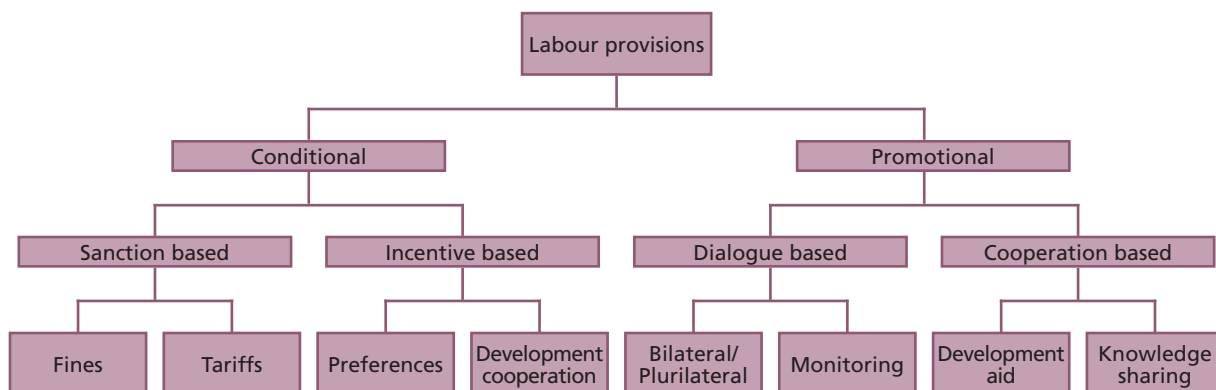 Labour provisions
Conditional
Promotional
Sanction based
Incentive based
Dialogue based
Cooperation based
Fines
Tariffs
Preferences
Development
cooperation
Bilateral/
Plurilateral
Monitoring
Development
aid
Knowledge
sharing